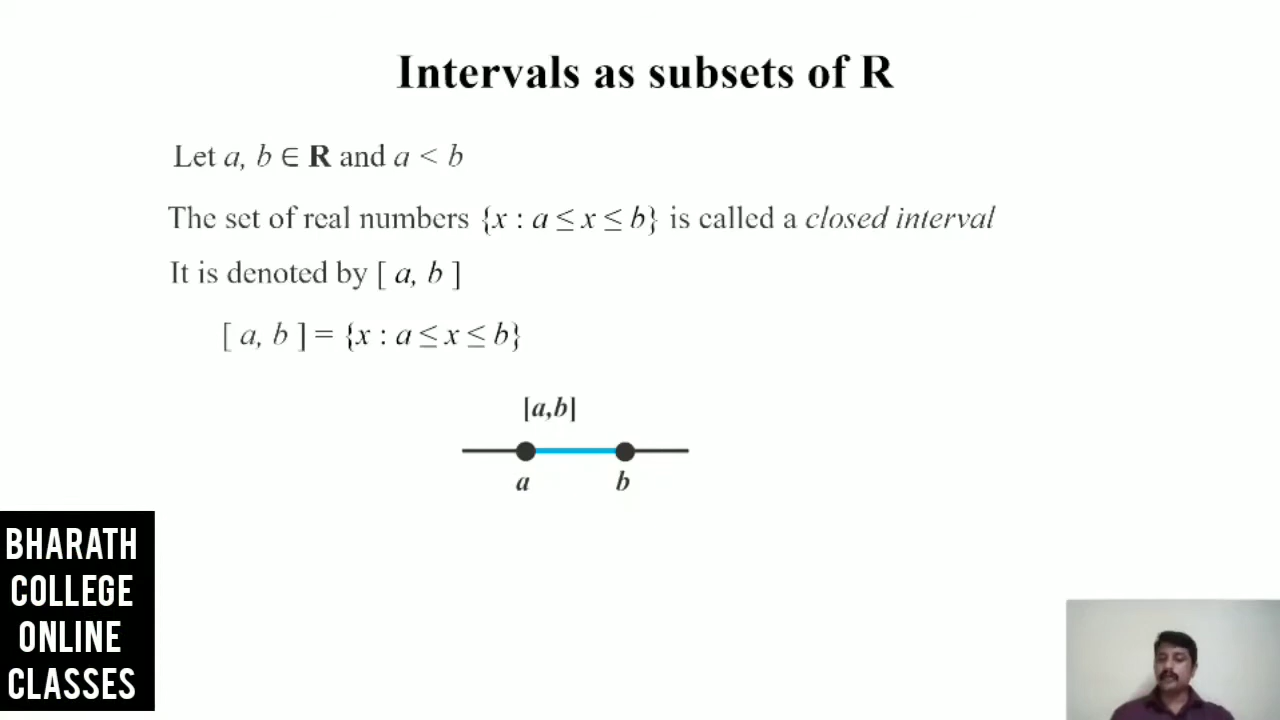 Intervals as subsets of R
Let a, b ∈ R and a < b
The set of real numbers {x : a ≤ x ≤ b} is called a closed interval
It is denoted by [ a, b ]
[ a, b ] = {x : a ≤ x ≤ b}
[a,b]
a b
BHARATH
COLLEGE
ONLINE
CLASSES